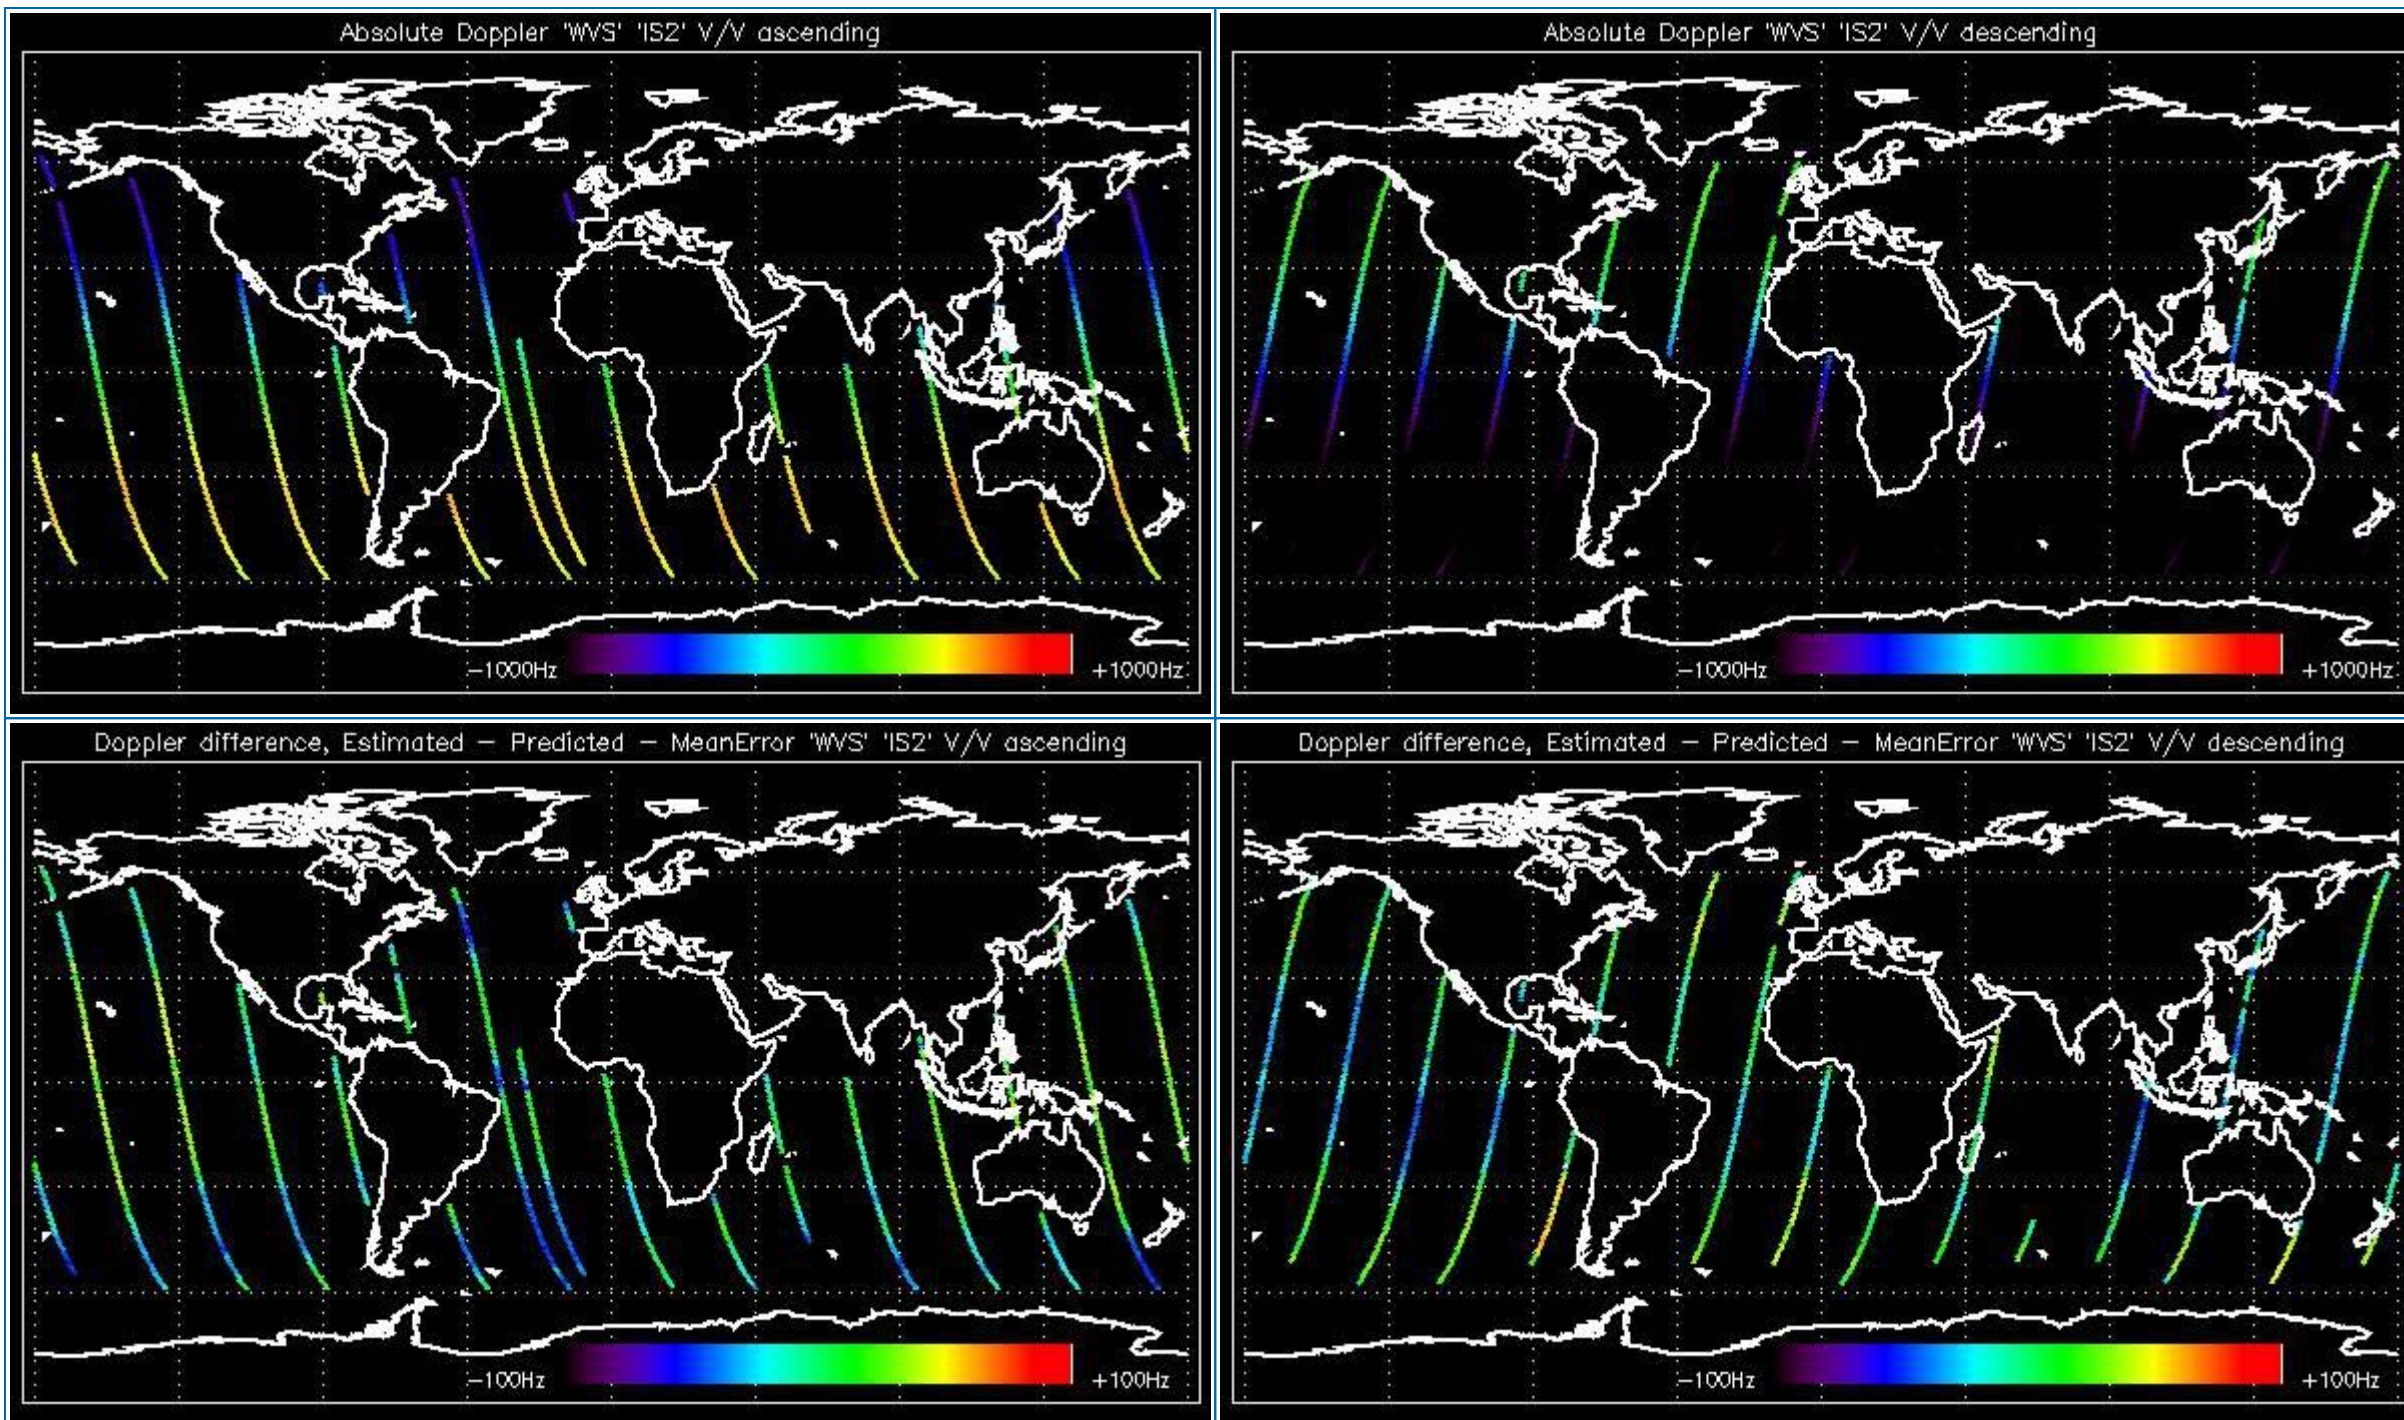 Absolute Doppler 'WVS' 'IS2' V/V ascending
-1000Hz
+1000Hz
Absolute Doppler 'WVS' 'IS2' V/V descending
-1000Hz
+1000Hz
Doppler difference, Estimated - Predicted - MeanError 'WVS' 'IS2' V/V ascending
-100Hz
+100Hz
Doppler difference, Estimated - Predicted - MeanError 'WVS' 'IS2' V/V descending
-100Hz
+100Hz